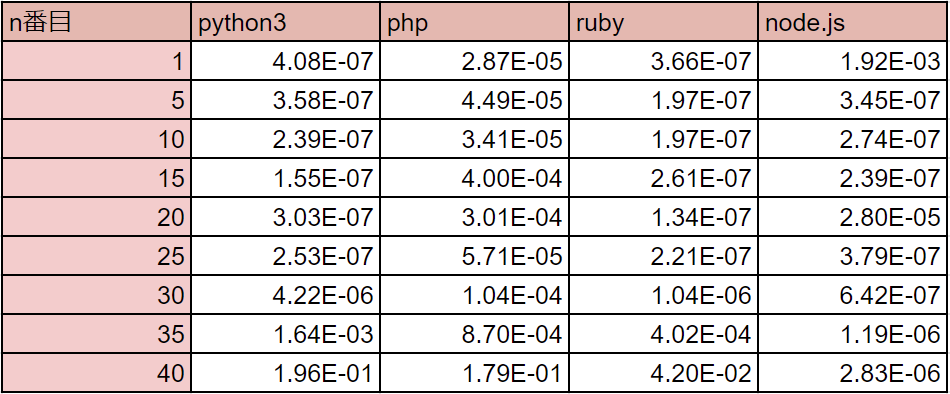 n番目 python3 php ruby node.js
1 4.08E-07 2.87E-05 3.66E-07 1.92E-03
5 3.58E-07 4.49E-05 1.97E-07 3.45E-07
10 2.39E-07 3.41E-05 1.97E-07 2.74E-07
15 1.55E-07 4.00E-04 2.61E-07 2.39E-07
20 3.03E-07 3.01E-04 1.34E-07 2.80E-05
25 2.53E-07 5.71E-05 2.21E-07 3.79E-07
30 4.22E-06 1.04E-04 1.04E-06 6.42E-07
35 1.64E-03 8.70E-04 4.02E-04 1.19E-06
40 1.96E-01 1.79E-01 4.20E-02 2.83E-06